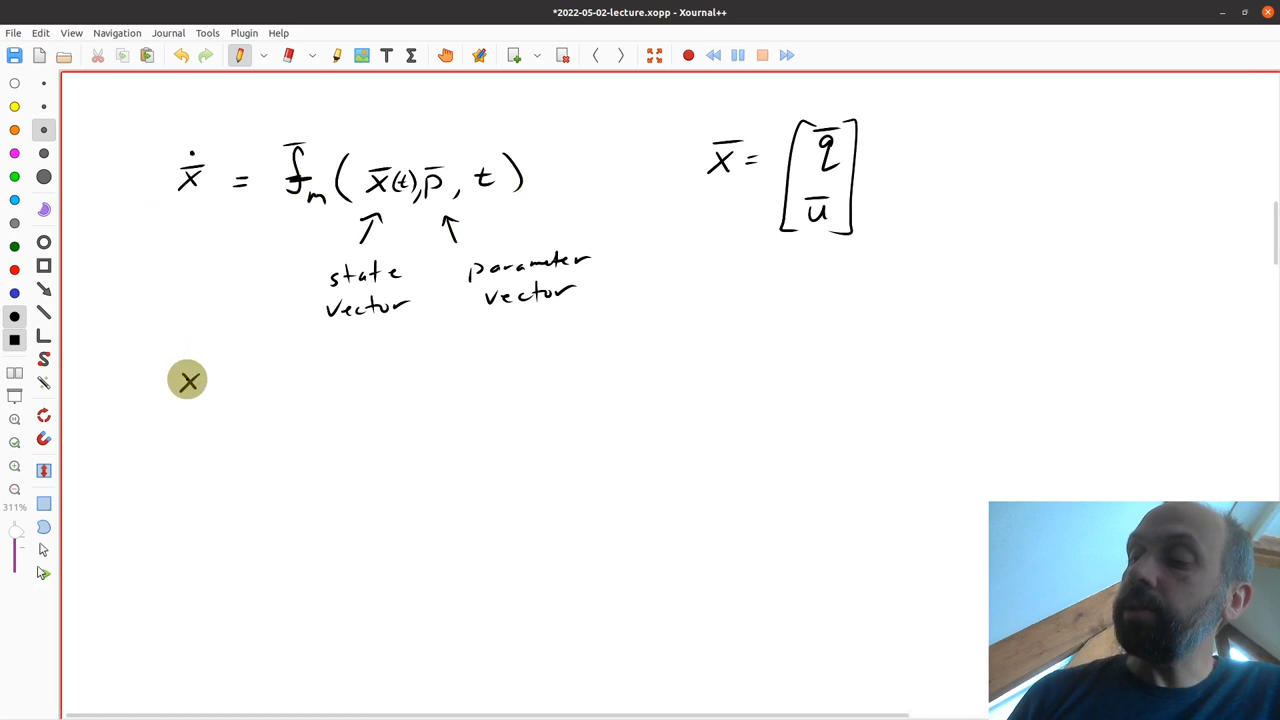 *2022-05-02-lecture.xopp - Xournal++
File Edit View Navigation Journal Tools Plugin Help
ẋ̄ = f̄ₘ ( x̄(t), p̄, t )
x̄ = [ q̄
ū ]
state vector
parameter vector
x
311%